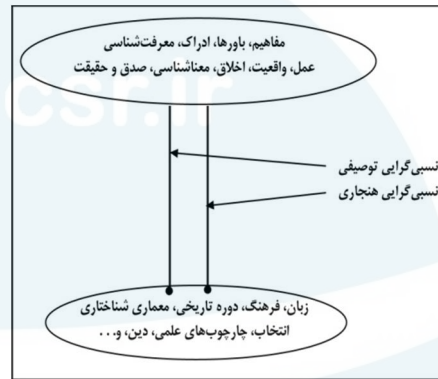 مفاهیم، باورها، ادراک، معرفت‌شناسی
عمل، واقعیت، اخلاق، معناشناسی، صدق و حقیقت
csr.ir
نسبی‌گرایی توصیفی
نسبی‌گرایی هنجاری
زبان، فرهنگ، دوره تاریخی، معماری شناختاری
انتخاب، چارچوب‌های علمی، دین، و...